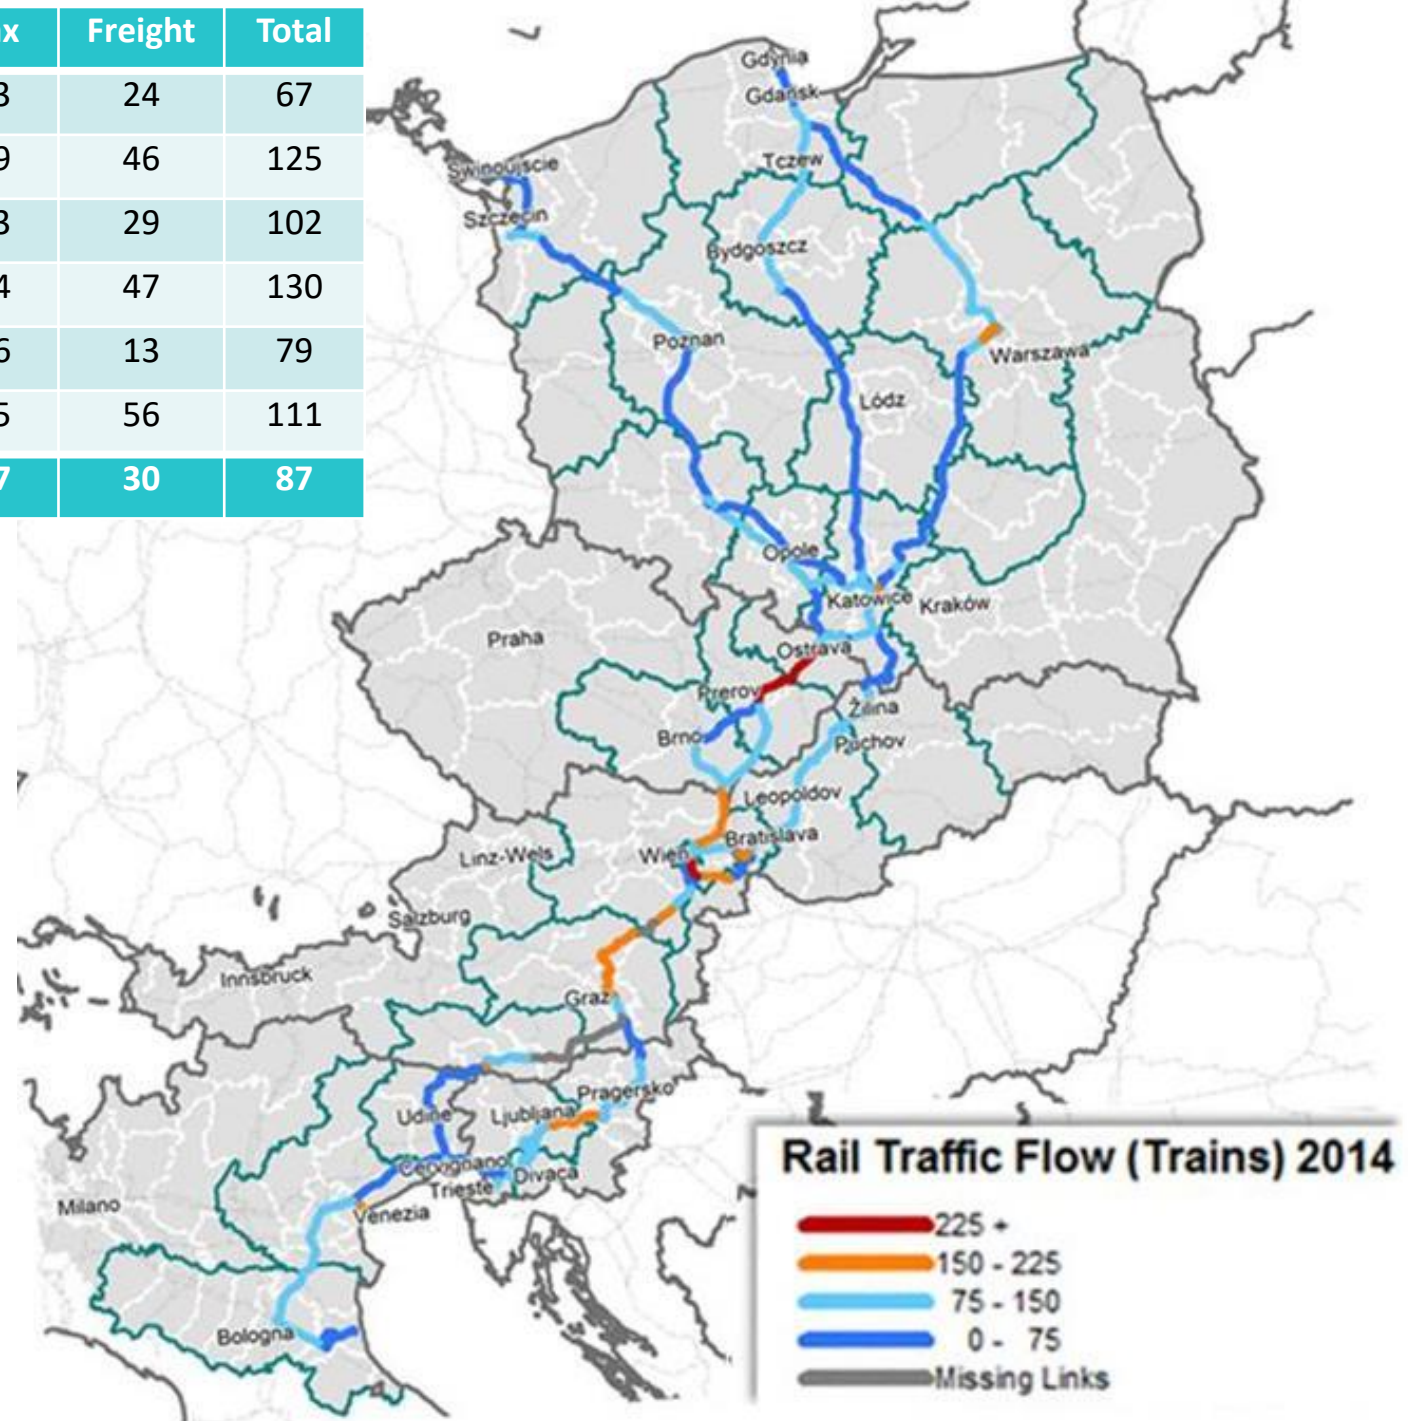 x Freight Total
3 24 67
9 46 125
3 29 102
4 47 130
6 13 79
5 56 111
7 30 87
Gdynia
Gdańsk
Tczew
Świnoujście
Szczecin
Bydgoszcz
Poznan
Warszawa
Lódz
Opole
Katowice
Kraków
Praha
Ostrava
Prerov
Žilina
Brno
Púchov
Leopoldov
Bratislava
Wien
Linz-Wels
Salzburg
Innsbruck
Graz
Pragersko
Udine
Ljubljana
Cervignano
Divaca
Trieste
Milano
Venezia
Bologna
Rail Traffic Flow (Trains) 2014
225 +
150 - 225
75 - 150
0 - 75
Missing Links